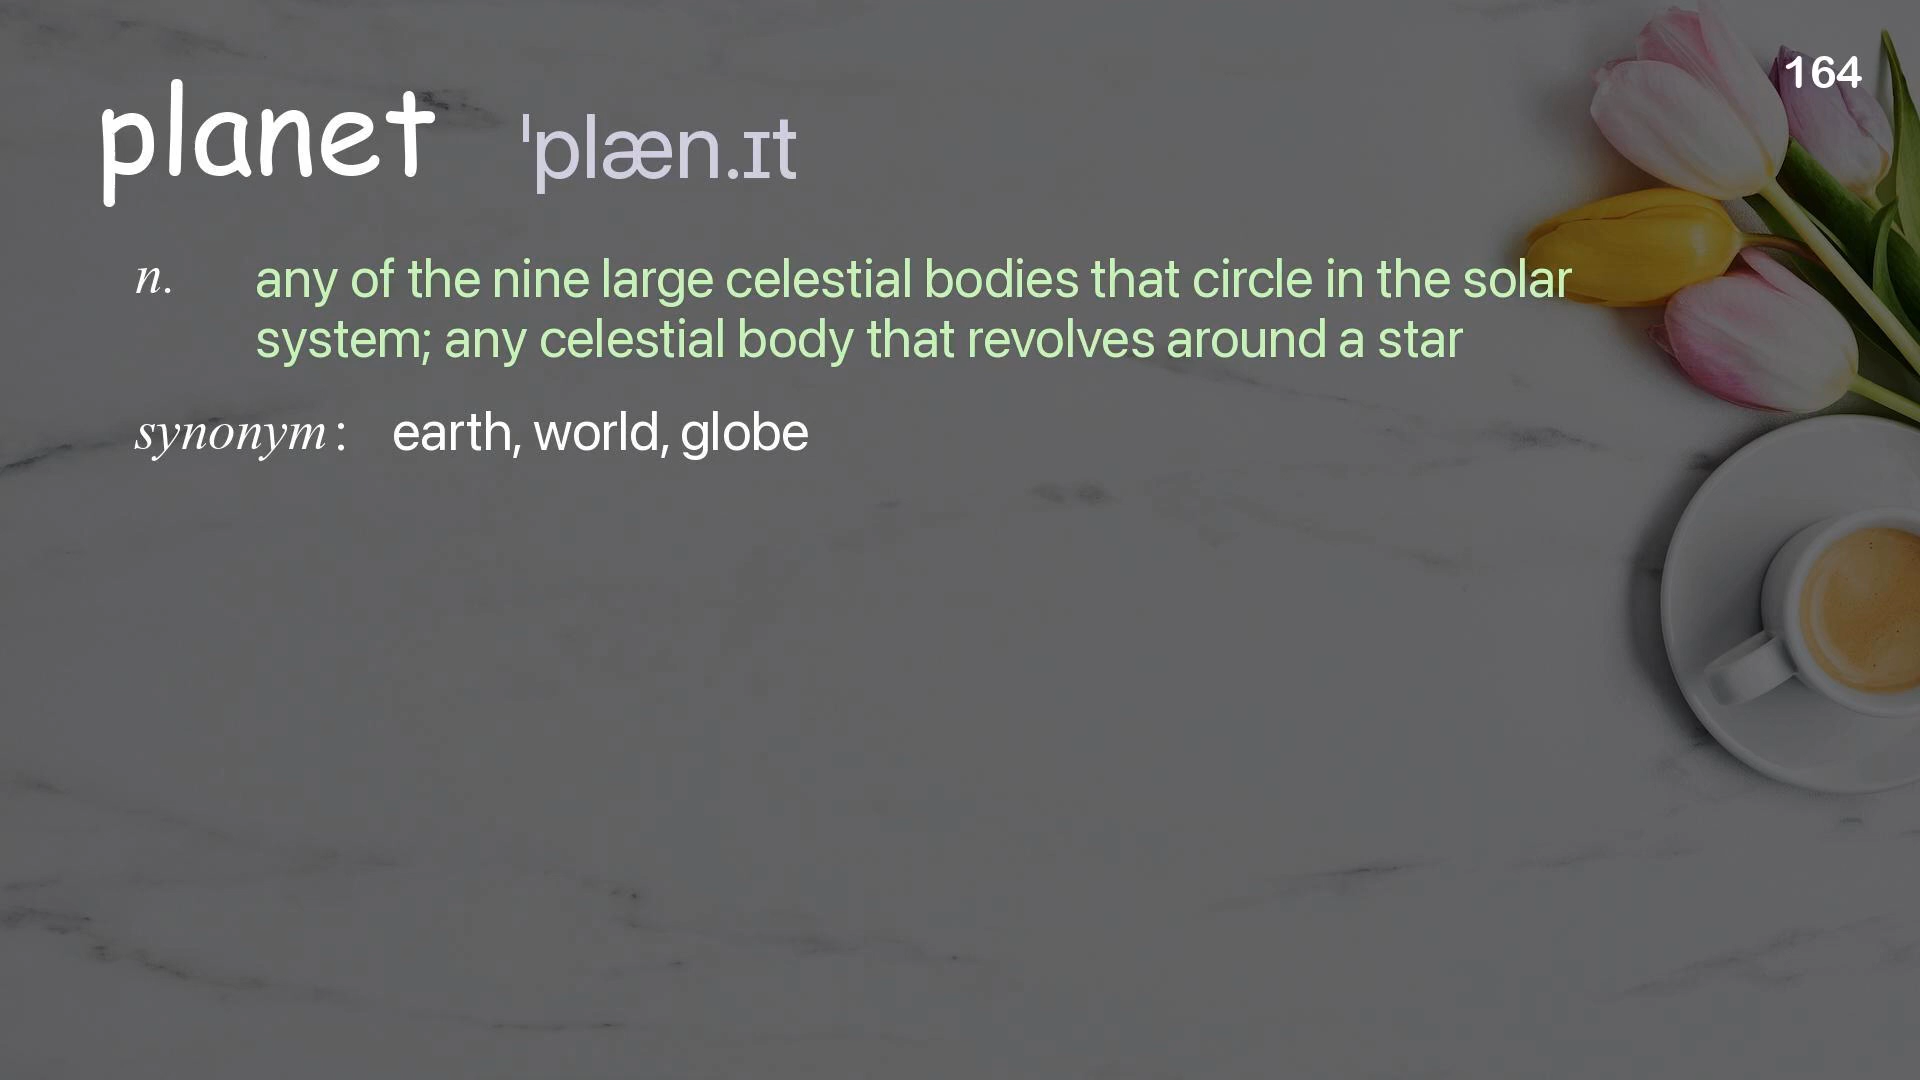 164
planet ˈplæn.ɪt
n. any of the nine large celestial bodies that circle in the solar
system; any celestial body that revolves around a star
synonym: earth, world, globe